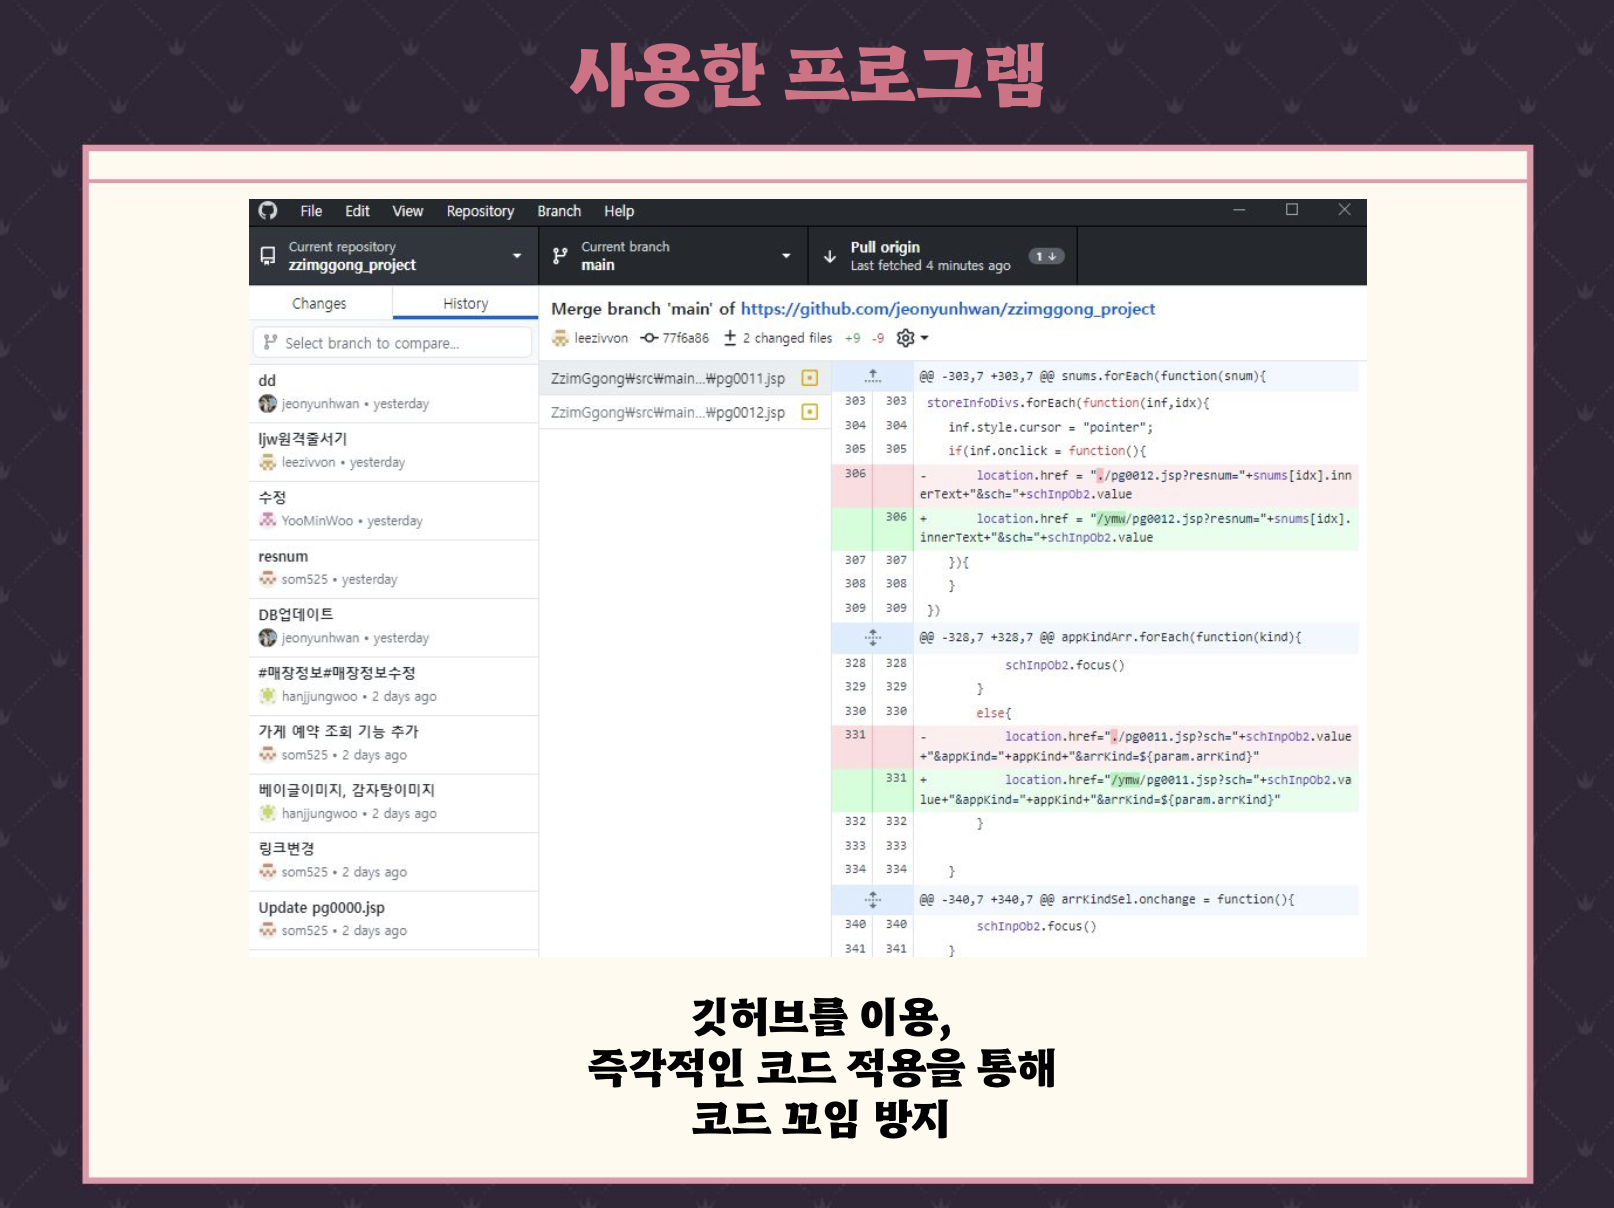 사용한 프로그램
File Edit View Repository Branch Help
Current repository
zzimggong_project
Current branch
main
Pull origin
Last fetched 4 minutes ago
1
Changes History
Select branch to compare...
dd
jeonyunhwan • yesterday
ljw원격줄서기
leezivvon • yesterday
수정
YooMinWoo • yesterday
resnum
som525 • yesterday
DB업데이트
jeonyunhwan • yesterday
#매장정보#매장정보수정
hanjjungwoo • 2 days ago
가게 예약 조회 기능 추가
som525 • 2 days ago
베이글이미지, 감자탕이미지
hanjjungwoo • 2 days ago
링크변경
som525 • 2 days ago
Update pg0000.jsp
som525 • 2 days ago
Merge branch 'main' of https://github.com/jeonyunhwan/zzimggong_project
leezivvon 77f6a86 2 changed files +9 -9
ZzimGgong₩src₩main...₩pg0011.jsp
ZzimGgong₩src₩main...₩pg0012.jsp
@@ -303,7 +303,7 @@ snums.forEach(function(snum){
303 303 storeInfoDivs.forEach(function(inf,idx){
304 304 inf.style.cursor = "pointer";
305 305 if(inf.onclick = function(){
306 - location.href = "./pg0012.jsp?resnum="+snums[idx].inn
erText+"&sch="+schInpOb2.value
306 + location.href = "/ymw/pg0012.jsp?resnum="+snums[idx].
innerText+"&sch="+schInpOb2.value
307 307 }){
308 308 }
309 309 })
@@ -328,7 +328,7 @@ appKindArr.forEach(function(kind){
328 328 schInpOb2.focus()
329 329 }
330 330 else{
331 - location.href="./pg0011.jsp?sch="+schInpOb2.value
+"&appKind="+appKind+"&arrKind=${param.arrKind}"
331 + location.href="/ymw/pg0011.jsp?sch="+schInpOb2.va
lue+"&appKind="+appKind+"&arrKind=${param.arrKind}"
332 332 }
333 333
334 334 }
@@ -340,7 +340,7 @@ arrKindSel.onchange = function(){
340 340 schInpOb2.focus()
341 341 }
깃허브를 이용,
즉각적인 코드 적용을 통해
코드 꼬임 방지